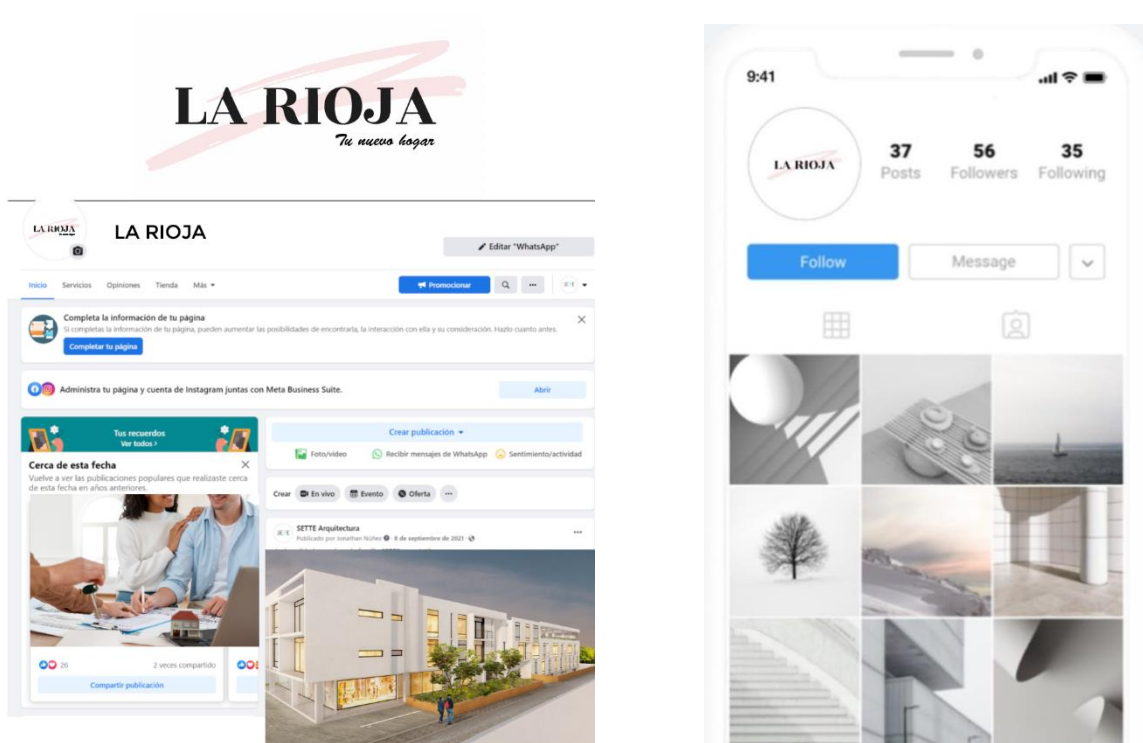 LA RIOJA
Tu nuevo hogar
LA RIOJA
LA RIOJA
Editar "WhatsApp"
Inicio Servicios Opiniones Tienda Más
Promocionar
Completa la información de tu página
Si completas la información de tu página, pueden aumentar las posibilidades de encontrarla, la interacción con ella y su consideración. Hazlo cuanto antes.
Completar tu página
Administra tu página y cuenta de Instagram juntas con Meta Business Suite.
Abrir
Tus recuerdos
Ver todos >
Cerca de esta fecha
Vuelve a ver las publicaciones populares que realizaste cerca
de esta fecha en años anteriores.
26
2 veces compartido
Compartir publicación
Crear publicación
Foto/video
Recibir mensajes de WhatsApp
Sentimiento/actividad
Crear En vivo Evento Oferta
SETTE Arquitectura
Publicado por Jonathan Núñez · 8 de septiembre de 2021 ·
9:41
LA RIOJA
37 56 35
Posts Followers Following
Follow
Message